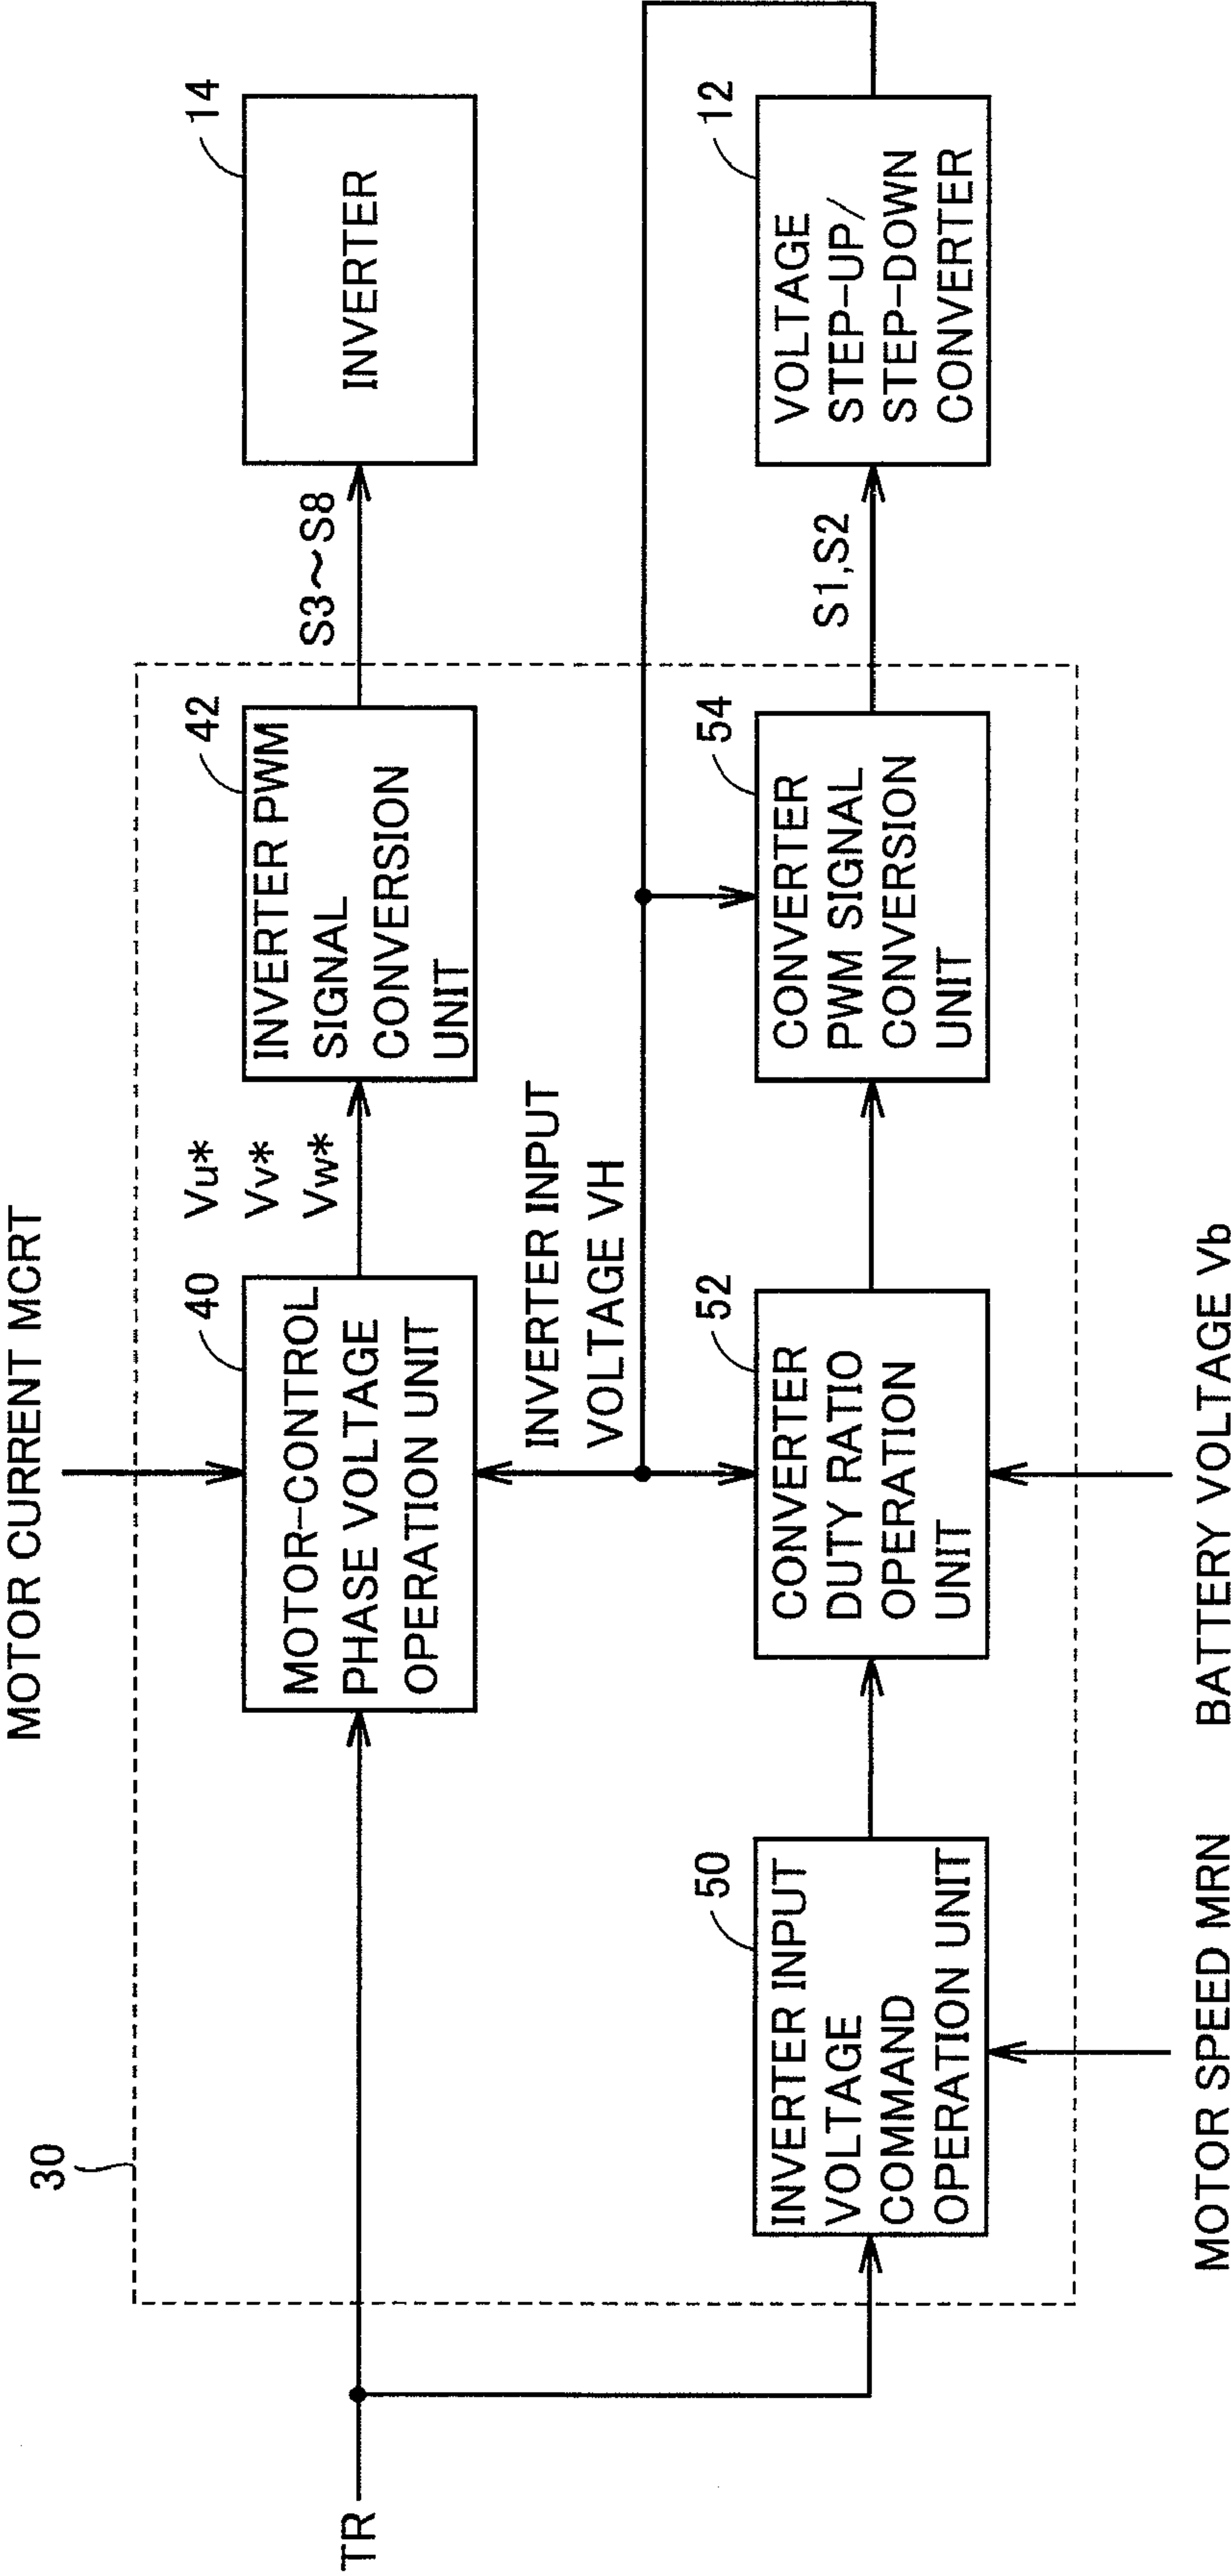 MOTOR CURRENT MCRT
30
40
MOTOR-CONTROL
PHASE VOLTAGE
OPERATION UNIT
Vu*
Vv*
Vw*
42
INVERTER PWM
SIGNAL
CONVERSION
UNIT
S3~S8
14
INVERTER
TR
INVERTER INPUT
VOLTAGE VH
50
INVERTER INPUT
VOLTAGE
COMMAND
OPERATION UNIT
52
CONVERTER
DUTY RATIO
OPERATION
UNIT
54
CONVERTER
PWM SIGNAL
CONVERSION
UNIT
S1,S2
12
VOLTAGE
STEP-UP/
STEP-DOWN
CONVERTER
MOTOR SPEED MRN
BATTERY VOLTAGE Vb